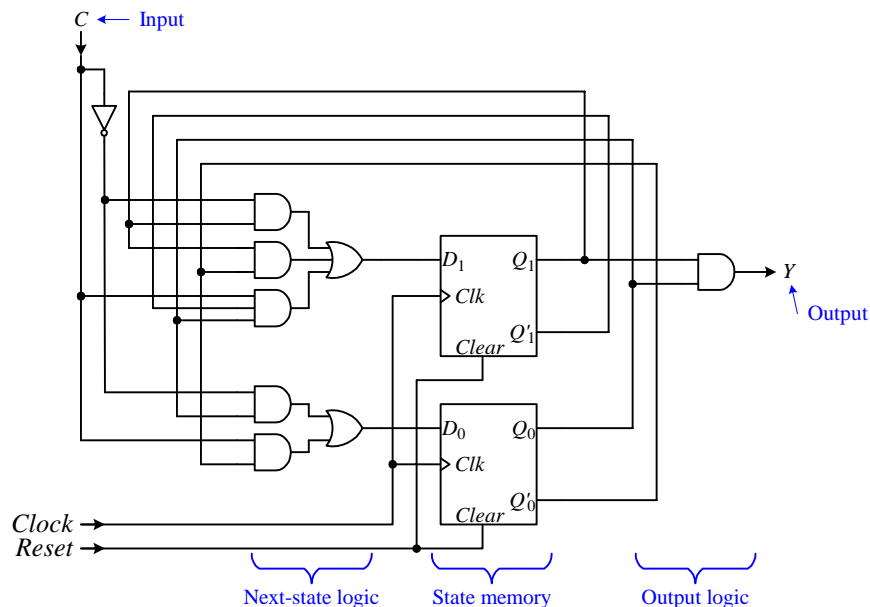 C Input
D1 Q1
Clk
Q'1
Clear
Y
Output
D0 Q0
Clk
Q'0
Clear
Clock
Reset
Next-state logic State memory Output logic